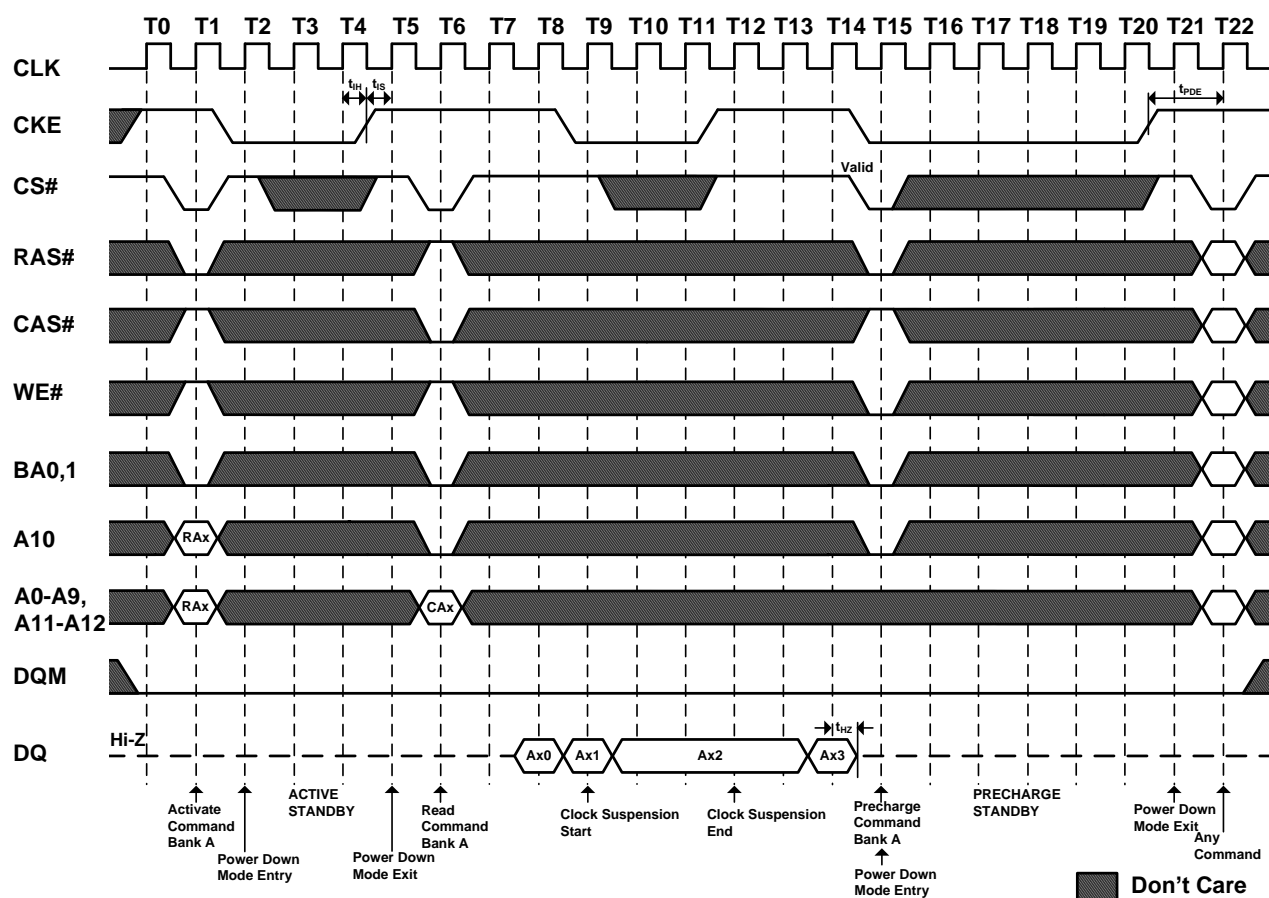 T0 T1 T2 T3 T4 T5 T6 T7 T8 T9 T10 T11 T12 T13 T14 T15 T16 T17 T18 T19 T20 T21 T22
CLK
tIH tIS
tPDE
CKE
Valid
CS#
RAS#
CAS#
WE#
BA0,1
A10
RAx
A0-A9,
A11-A12
RAx
CAx
DQM
tHZ
Hi-Z
DQ
Ax0 Ax1 Ax2 Ax3
Activate
Command
Bank A
ACTIVE
STANDBY
Power Down
Mode Entry
Power Down
Mode Exit
Read
Command
Bank A
Clock Suspension
Start
Clock Suspension
End
Precharge
Command
Bank A
Power Down
Mode Entry
PRECHARGE
STANDBY
Power Down
Mode Exit
Any
Command
Don't Care